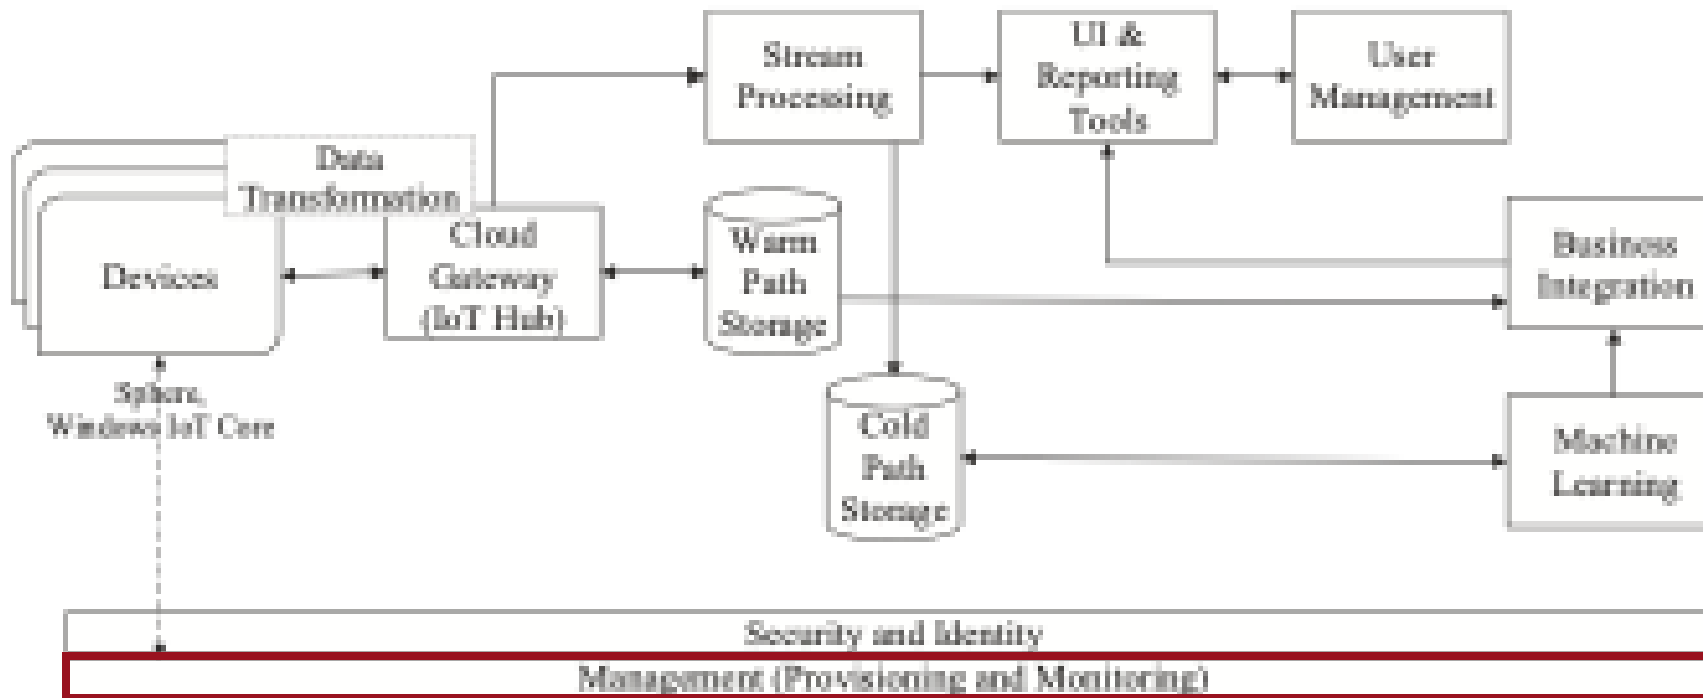 Stream
Processing
UI &
Reporting
Tools
User
Management
Data
Transformation
Devices
Cloud
Gateway
(IoT Hub)
Warm
Path
Storage
Business
Integration
Sphere,
Windows IoT Core
Cold
Path
Storage
Machine
Learning
Security and Identity
Management (Provisioning and Monitoring)